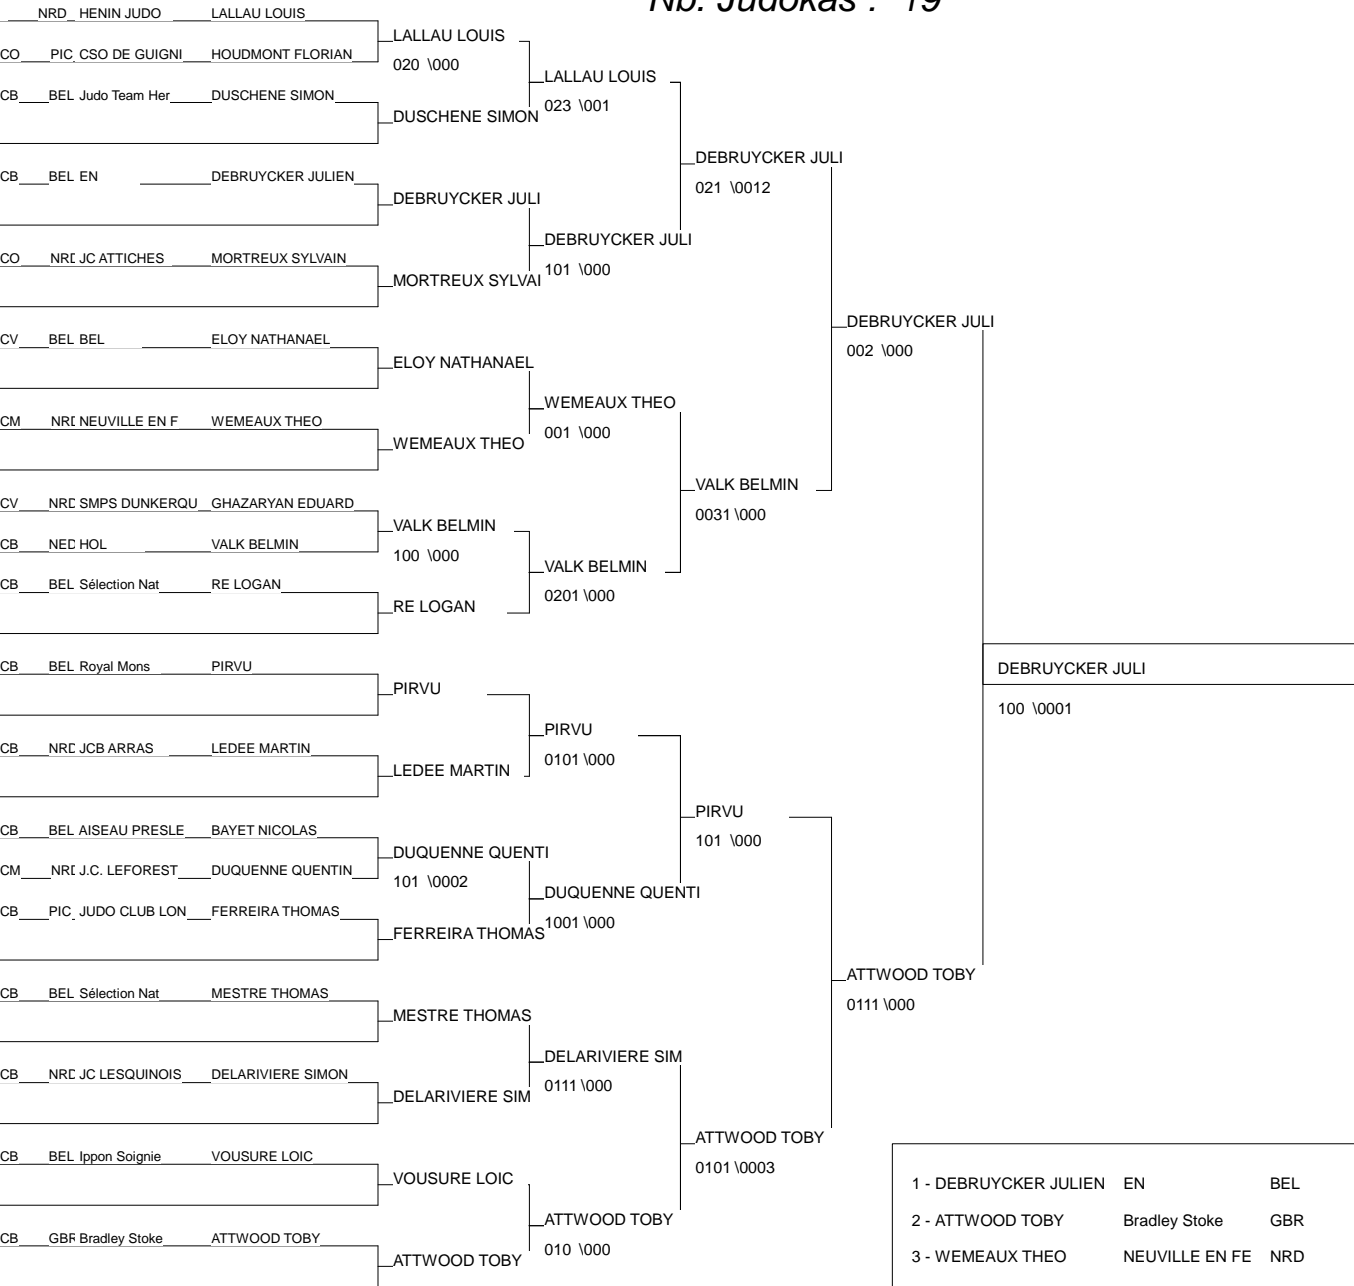 Nb. Judokas : 19
NRD HENIN JUDO LALLAU LOUIS
LALLAU LOUIS
CO PIC CSO DE GUIGNI HOUDMONT FLORIAN
020 \000
LALLAU LOUIS
CB BEL Judo Team Her DUSCHENE SIMON
023 \001
DUSCHENE SIMON
DEBRUYCKER JULI
CB BEL EN DEBRUYCKER JULIEN
021 \0012
DEBRUYCKER JULI
DEBRUYCKER JULI
CO NRD JC ATTICHES MORTREUX SYLVAIN
101 \000
MORTREUX SYLVAI
DEBRUYCKER JULI
CV BEL BEL ELOY NATHANAEL
002 \000
ELOY NATHANAEL
WEMEAUX THEO
CM NRD NEUVILLE EN F WEMEAUX THEO
001 \000
WEMEAUX THEO
VALK BELMIN
CV NRD SMPS DUNKERQU GHAZARYAN EDUARD
0031 \000
VALK BELMIN
CB NED HOL VALK BELMIN
100 \000
VALK BELMIN
CB BEL Sélection Nat RE LOGAN
0201 \000
RE LOGAN
CB BEL Royal Mons PIRVU
DEBRUYCKER JULI
PIRVU
100 \0001
PIRVU
CB NRD JCB ARRAS LEDEE MARTIN
0101 \000
LEDEE MARTIN
PIRVU
CB BEL AISEAU PRESLE BAYET NICOLAS
101 \000
DUQUENNE QUENTI
CM NRD J.C. LEFOREST DUQUENNE QUENTIN
101 \0002
DUQUENNE QUENTI
CB PIC JUDO CLUB LON FERREIRA THOMAS
1001 \000
FERREIRA THOMAS
ATTWOOD TOBY
CB BEL Sélection Nat MESTRE THOMAS
0111 \000
MESTRE THOMAS
DELARIVIERE SIM
CB NRD JC LESQUINOIS DELARIVIERE SIMON
0111 \000
DELARIVIERE SIM
ATTWOOD TOBY
CB BEL Ippon Soignie VOUSURE LOIC
0101 \0003
VOUSURE LOIC
1 - DEBRUYCKER JULIEN EN BEL
ATTWOOD TOBY
2 - ATTWOOD TOBY Bradley Stoke GBR
CB GBR Bradley Stoke ATTWOOD TOBY
010 \000
3 - WEMEAUX THEO NEUVILLE EN FE NRD
ATTWOOD TOBY